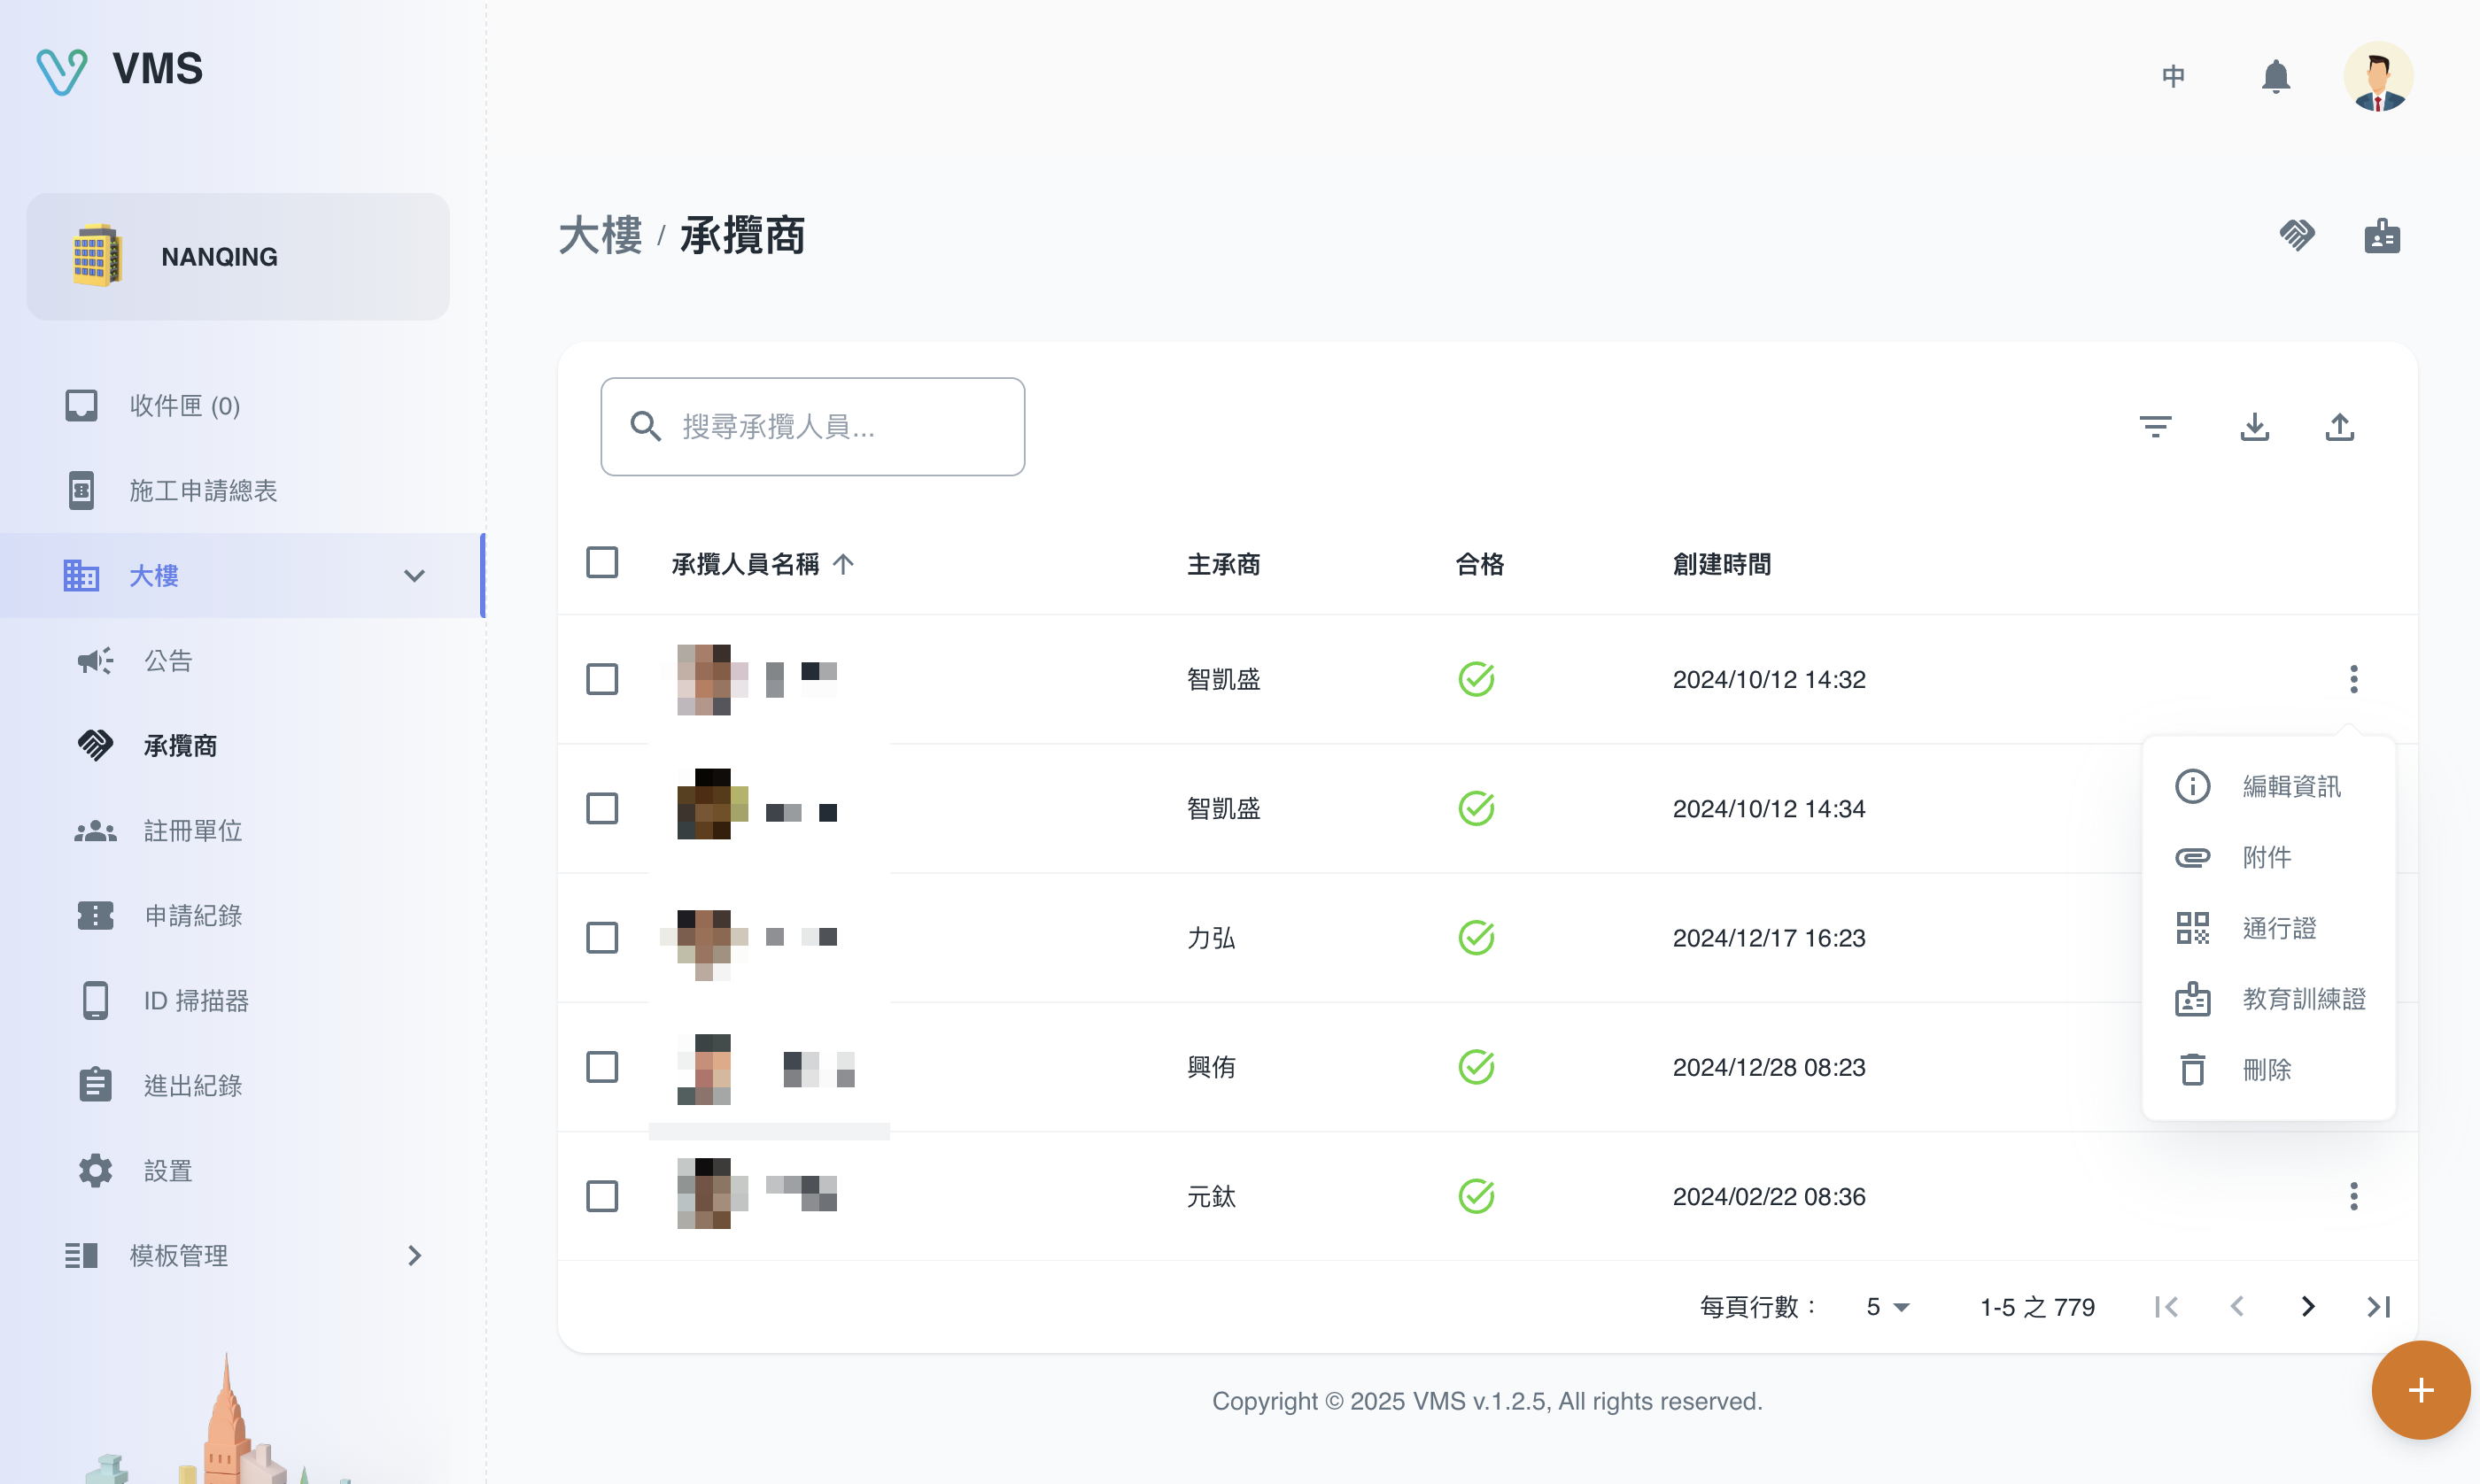 VMS
中
NANQING
大樓 / 承攬商
收件匣 (0)
施工申請總表
大樓
公告
承攬商
註冊單位
申請紀錄
ID 掃描器
進出紀錄
設置
模板管理
搜尋承攬人員...
承攬人員名稱 主承商 合格 創建時間
智凱盛 2024/10/12 14:32
智凱盛 2024/10/12 14:34
力弘 2024/12/17 16:23
興侑 2024/12/28 08:23
元鈦 2024/02/22 08:36
編輯資訊
附件
通行證
教育訓練證
刪除
每頁行數： 5 1-5 之 779
Copyright © 2025 VMS v.1.2.5, All rights reserved.